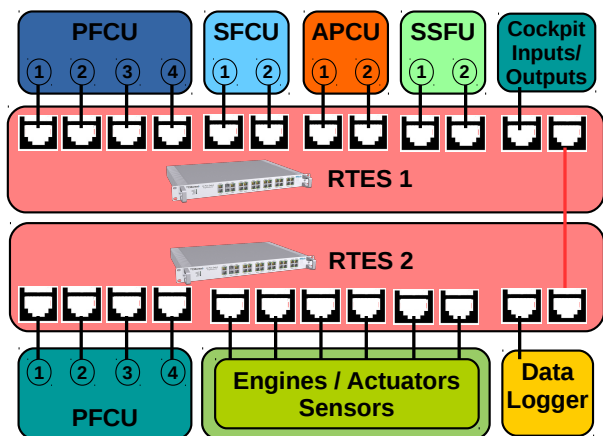 PFCU
SFCU
APCU
SSFU
Cockpit
Inputs/
Outputs
1 2 3 4
1 2
1 2
1 2
RTES 1
RTES 2
1 2 3 4
PFCU
Engines / Actuators
Sensors
Data
Logger